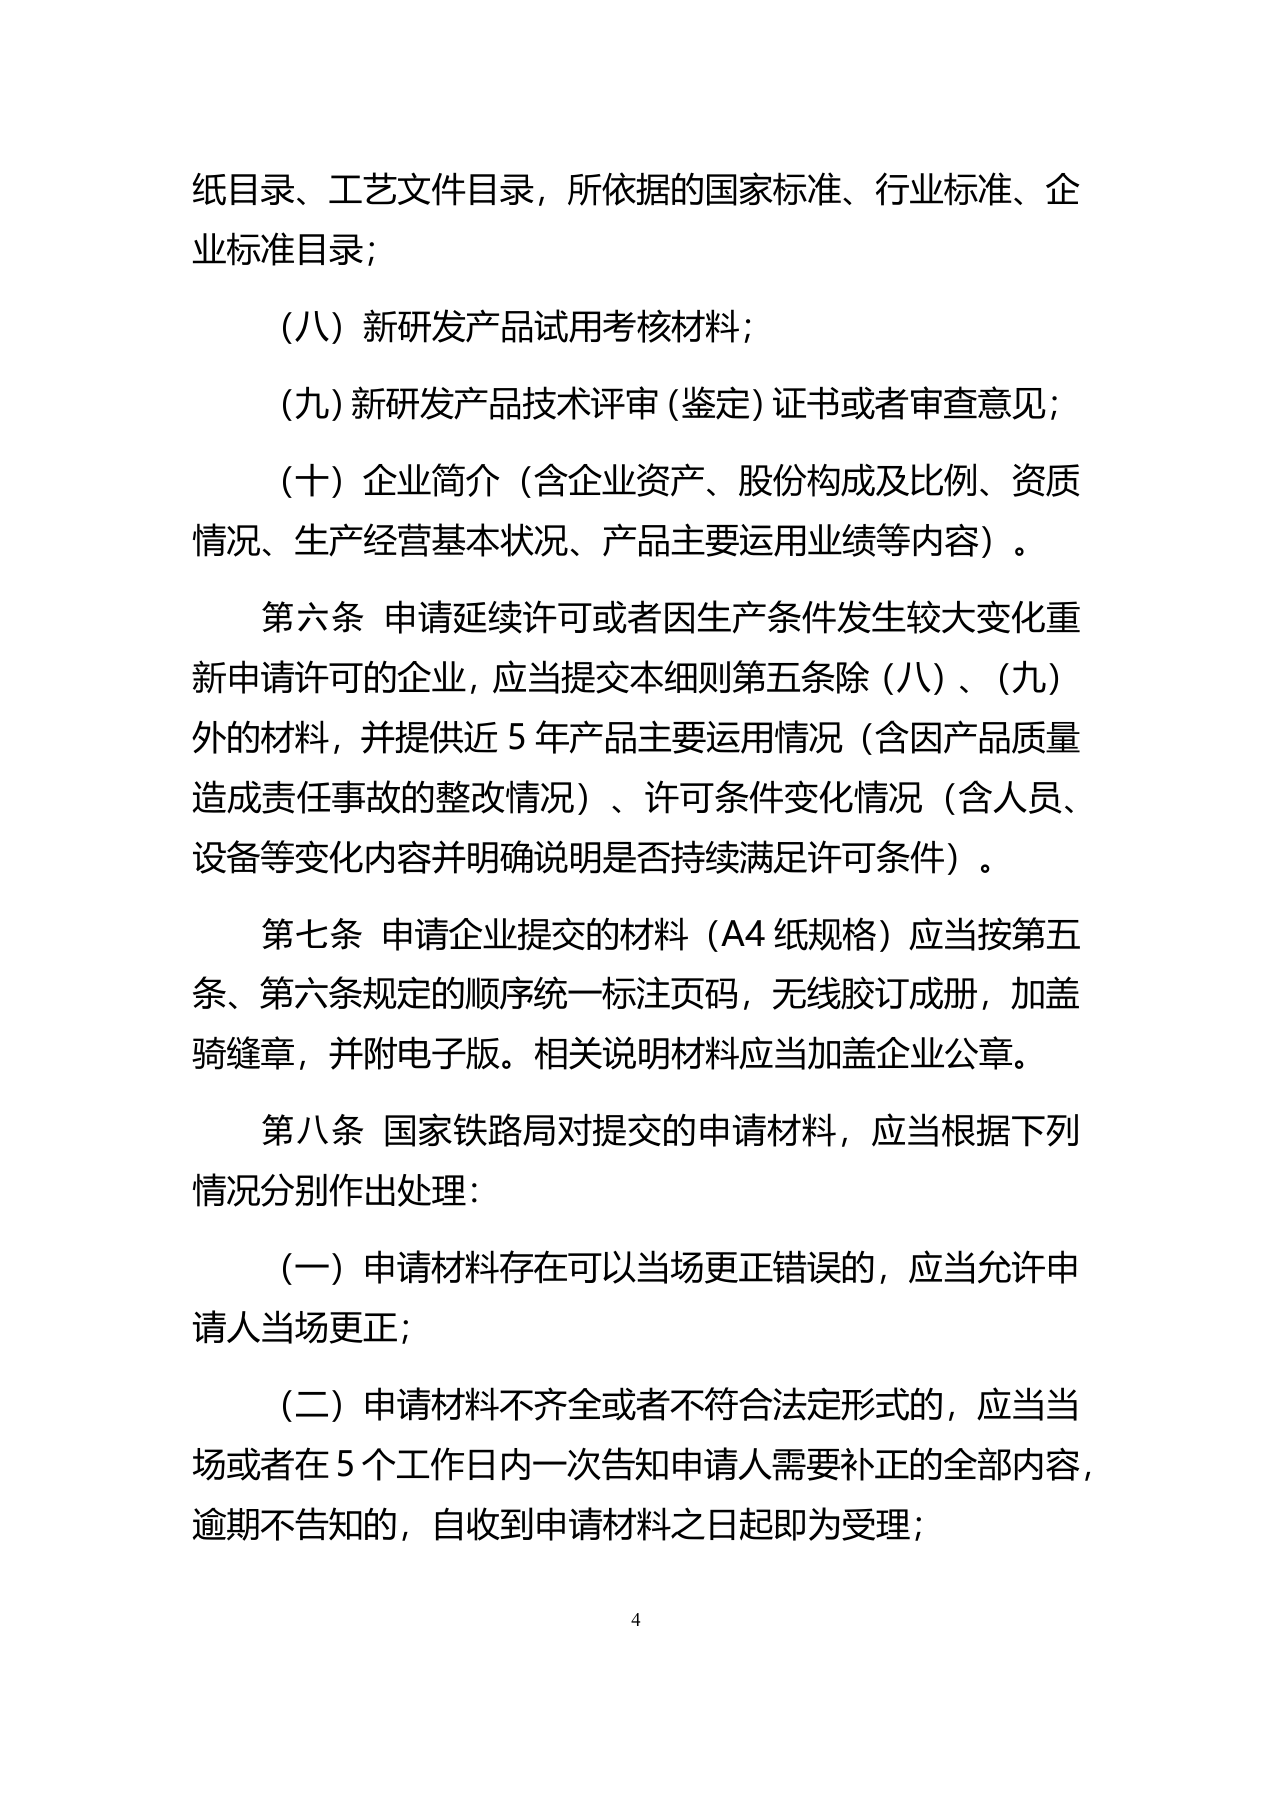 纸目录、工艺文件目录，所依据的国家标准、行业标准、企
业标准目录；
（八）新研发产品试用考核材料；
（九）新研发产品技术评审（鉴定）证书或者审查意见；
（十）企业简介（含企业资产、股份构成及比例、资质
情况、生产经营基本状况、产品主要运用业绩等内容）。
第六条 申请延续许可或者因生产条件发生较大变化重
新申请许可的企业，应当提交本细则第五条除（八）、（九）
外的材料，并提供近 5 年产品主要运用情况（含因产品质量
造成责任事故的整改情况）、许可条件变化情况（含人员、
设备等变化内容并明确说明是否持续满足许可条件）。
第七条 申请企业提交的材料（A4 纸规格）应当按第五
条、第六条规定的顺序统一标注页码，无线胶订成册，加盖
骑缝章，并附电子版。相关说明材料应当加盖企业公章。
第八条 国家铁路局对提交的申请材料，应当根据下列
情况分别作出处理：
（一）申请材料存在可以当场更正错误的，应当允许申
请人当场更正；
（二）申请材料不齐全或者不符合法定形式的，应当当
场或者在 5 个工作日内一次告知申请人需要补正的全部内容，
逾期不告知的，自收到申请材料之日起即为受理；
4